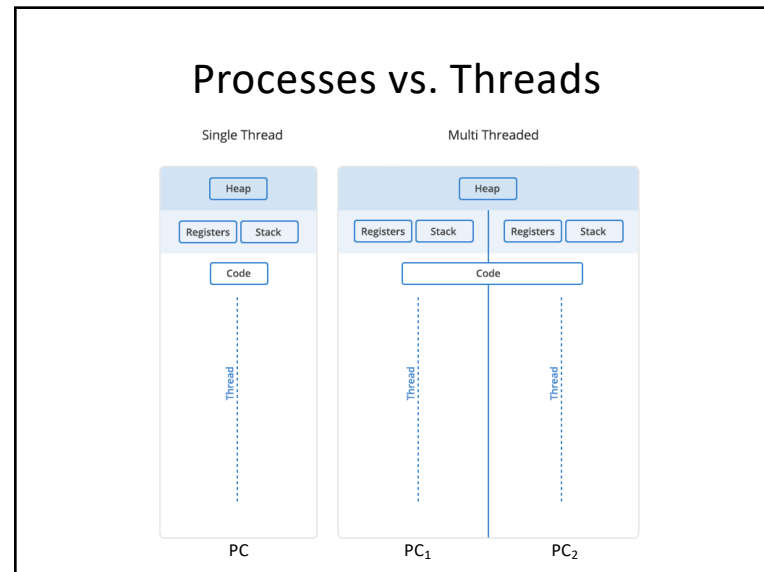 Processes vs. Threads
Single Thread
Multi Threaded
Heap
Heap
Registers Stack
Registers Stack
Registers Stack
Code
Code
Thread
Thread
Thread
PC
PC₁
PC₂